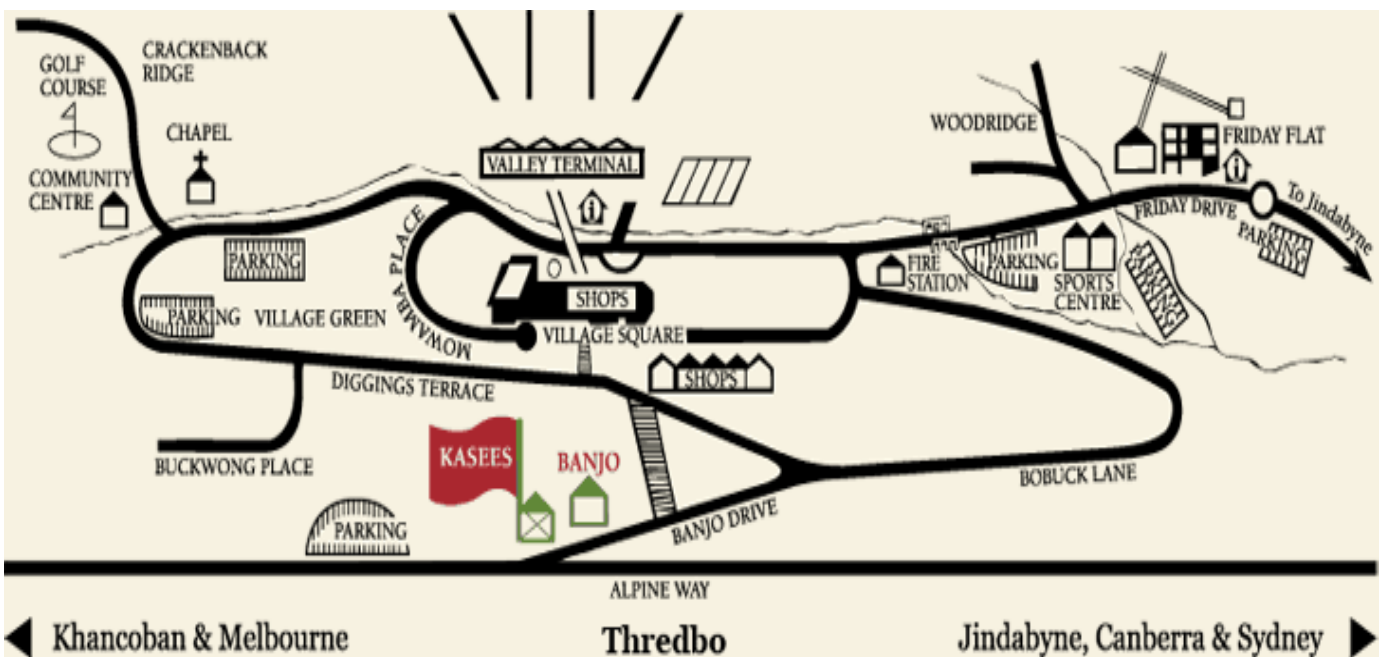 CRACKENBACK
RIDGE
GOLF
COURSE
CHAPEL
COMMUNITY
CENTRE
VALLEY TERMINAL
i
WOODRIDGE
FRIDAY FLAT
i
To Jindabyne
FRIDAY DRIVE
PARKING
PARKING
MOWAMBA PLACE
SHOPS
FIRE
STATION
PARKING
SPORTS
CENTRE
PARKING
PARKING
PARKING
VILLAGE GREEN
VILLAGE SQUARE
SHOPS
DIGGINGS TERRACE
BUCKWONG PLACE
KASEES
BANJO
BOBUCK LANE
PARKING
BANJO DRIVE
ALPINE WAY
Khancoban & Melbourne
Thredbo
Jindabyne, Canberra & Sydney